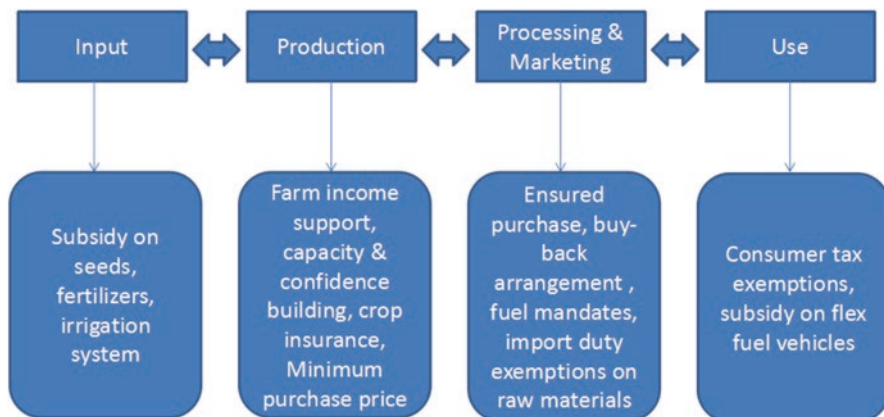 Input
Production
Processing &
Marketing
Use
Subsidy on
seeds,
fertilizers,
irrigation
system
Farm income
support,
capacity &
confidence
building, crop
insurance,
Minimum
purchase price
Ensured
purchase, buy-
back
arrangement ,
fuel mandates,
import duty
exemptions on
raw materials
Consumer tax
exemptions,
subsidy on flex
fuel vehicles